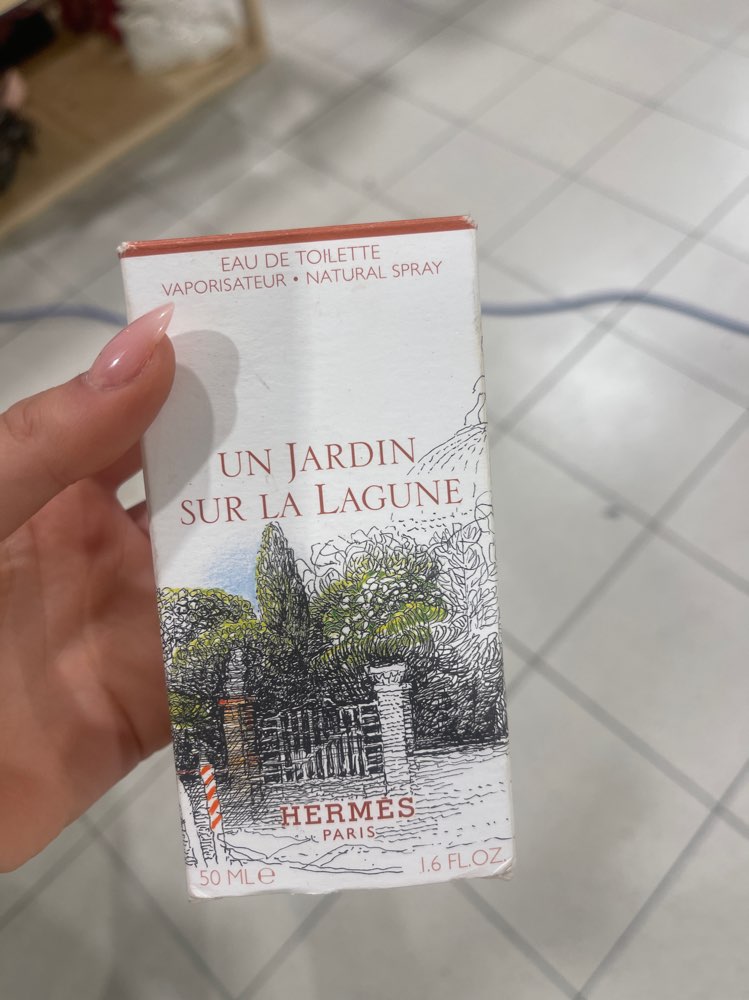 EAU DE TOILETTE
VAPORISATEUR • NATURAL SPRAY
UN JARDIN
SUR LA LAGUNE
HERMÈS
PARIS
50 ML ℮ 1.6 FL.OZ.